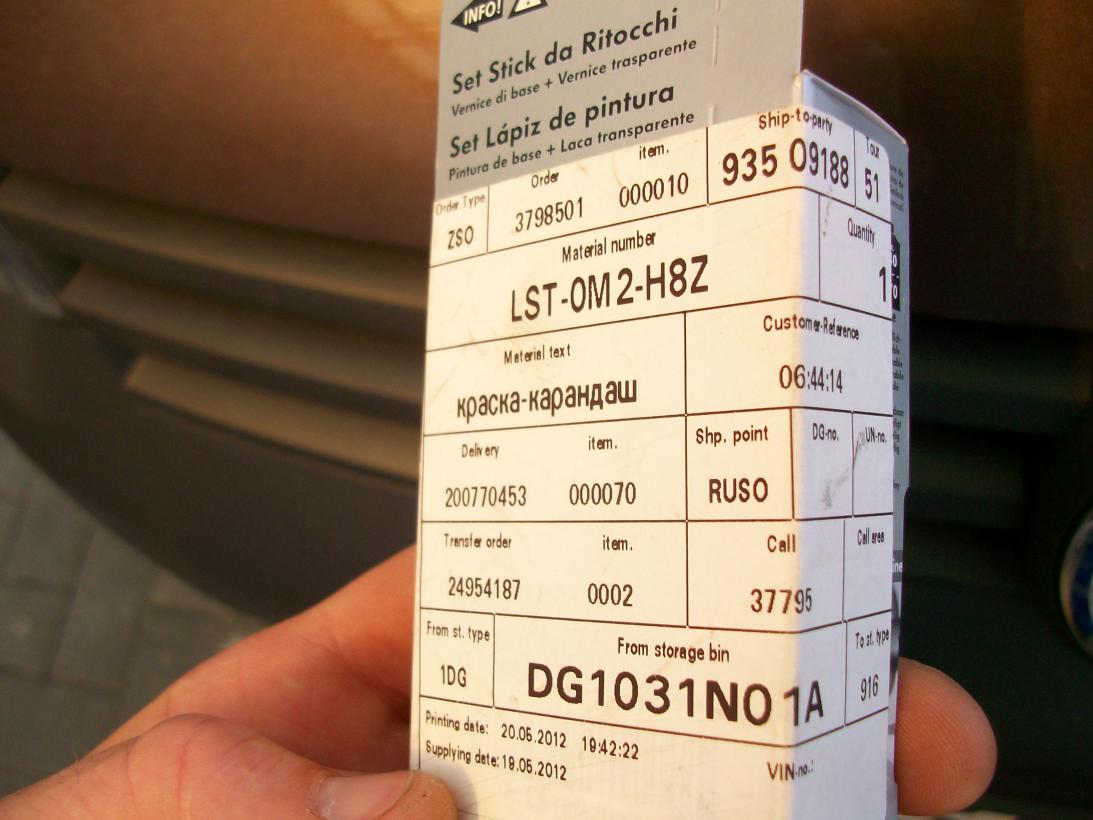 INFO!
Set Stick da Ritocchi
Vernice di base + Vernice trasparente
Set Lápiz de pintura
Pintura de base + Laca transparente
Order Type Order item. Ship-to-party Tour
ZSO 3798501 000010 935 09188 51
Material number Quantity
LST-0M2-H8Z 1
Material text Customer-Reference
краска-карандаш 06:44:14
Delivery item. Shp. point DG-no. UN-no.
200770453 000070 RUSO
Transfer order item. Call Call area
24954187 0002 37795
From st. type From storage bin To st. type
1DG DG1031N01A 916
Printing date: 20.05.2012 19:42:22
Supplying date: 19.05.2012 VIN-no.: